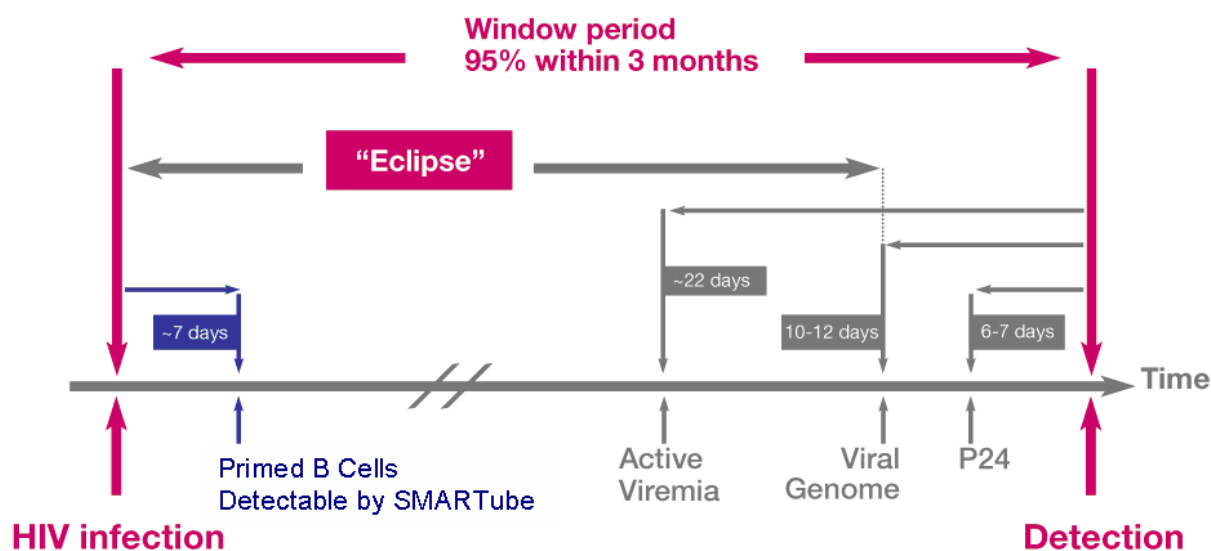 Window period
95% within 3 months
“Eclipse”
~22 days
~7 days
10-12 days
6-7 days
Time
Primed B Cells
Detectable by SMARTube
Active
Viremia
Viral
Genome
P24
HIV infection
Detection